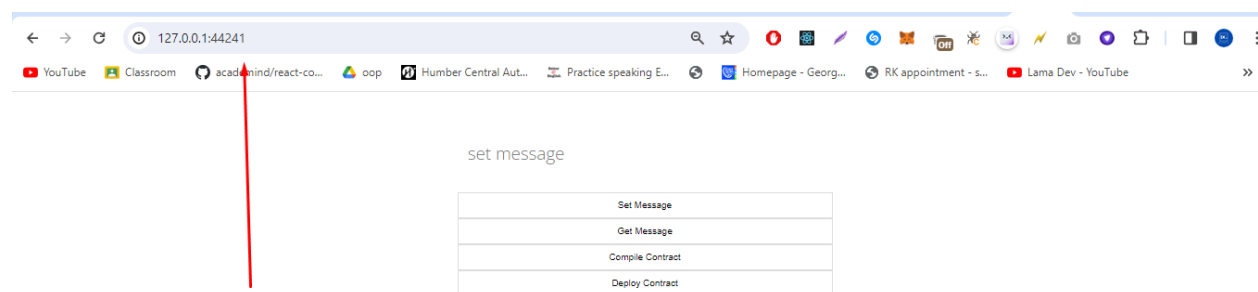 127.0.0.1:44241
Off
YouTube Classroom academind/react-co... oop Humber Central Aut... Practice speaking E... Homepage - Georg... RK appointment - s... Lama Dev - YouTube »
set message
Set Message
Get Message
Compile Contract
Deploy Contract